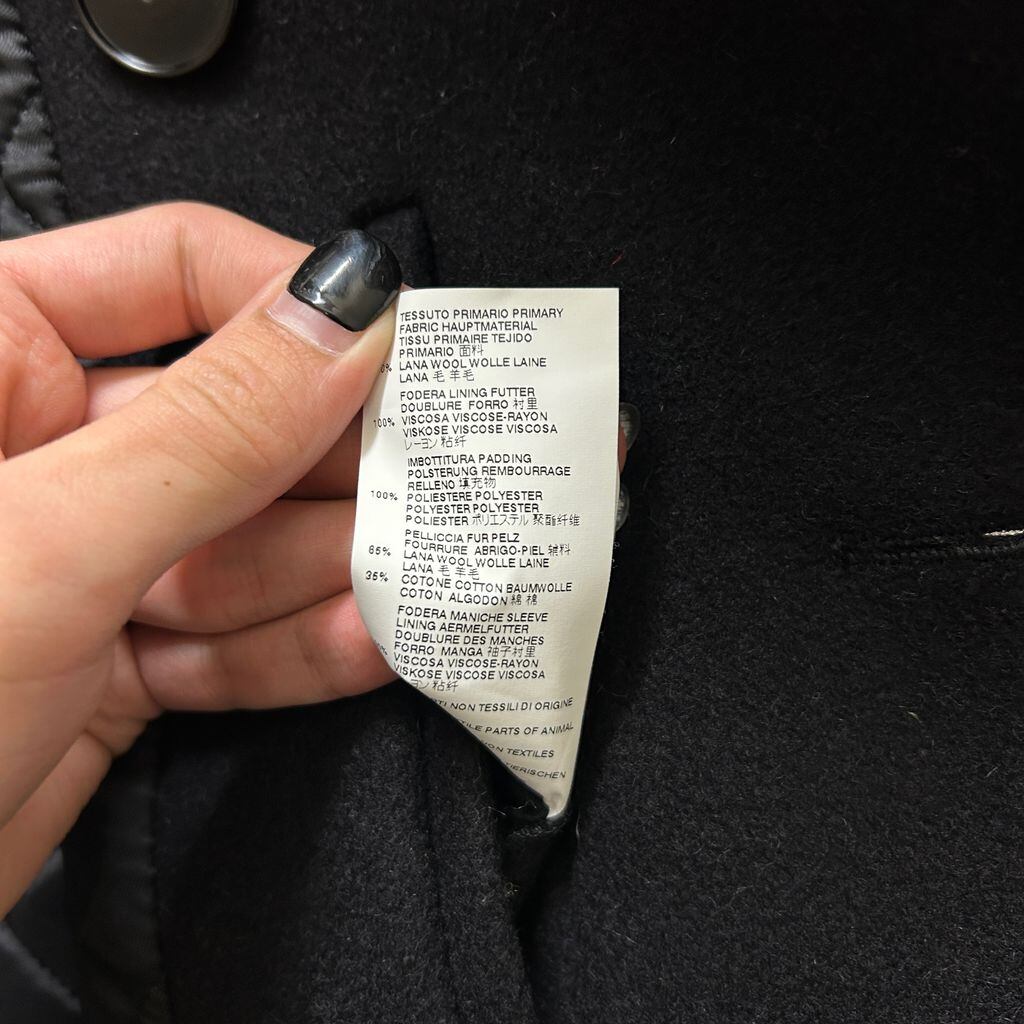 TESSUTO PRIMARIO PRIMARY
FABRIC HAUPTMATERIAL
TISSU PRIMAIRE TEJIDO
PRIMARIO 面料
LANA WOOL WOLLE LAINE
LANA 毛 羊毛
FODERA LINING FUTTER
DOUBLURE FORRO 衬里
100% VISCOSA VISCOSE-RAYON
VISKOSE VISCOSE VISCOSA
レーヨン 粘纤
IMBOTTITURA PADDING
POLSTERUNG REMBOURRAGE
RELLENO 填充物
100% POLIESTERE POLYESTER
POLYESTER POLYESTER
POLIESTER ポリエステル 聚酯纤维
PELLICCIA FUR PELZ
FOURRURE ABRIGO-PIEL 辅料
65% LANA WOOL WOLLE LAINE
LANA 毛 羊毛
35% COTONE COTTON BAUMWOLLE
COTON ALGODON 綿 棉
FODERA MANICHE SLEEVE
LINING AERMELFUTTER
DOUBLURE DES MANCHES
FORRO MANGA 袖子衬里
VISCOSA VISCOSE-RAYON
VISKOSE VISCOSE VISCOSA
ヨン 粘纤
NON TESSILI DI ORIGINE
PARTS OF ANIMAL
TEXTILES